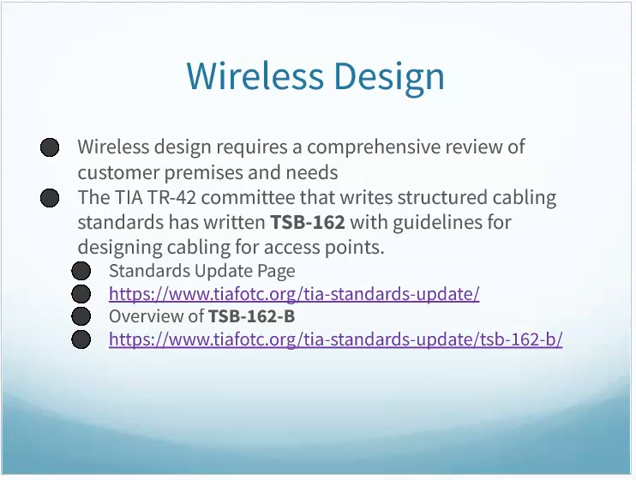 Wireless Design
Wireless design requires a comprehensive review of
customer premises and needs
The TIA TR-42 committee that writes structured cabling
standards has written TSB-162 with guidelines for
designing cabling for access points.
Standards Update Page
https://www.tiafotc.org/tia-standards-update/
Overview of TSB-162-B
https://www.tiafotc.org/tia-standards-update/tsb-162-b/